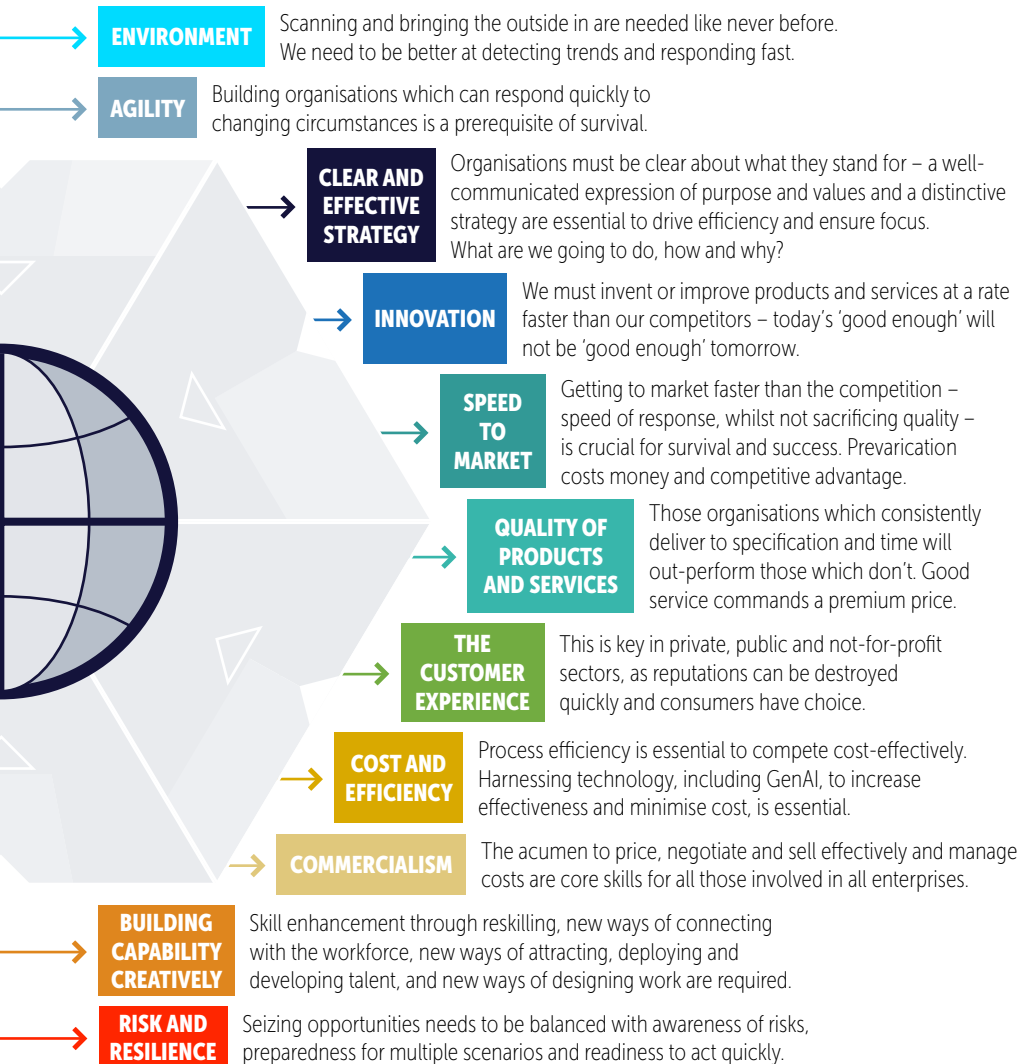 ENVIRONMENT
Scanning and bringing the outside in are needed like never before.
We need to be better at detecting trends and responding fast.
AGILITY
Building organisations which can respond quickly to
changing circumstances is a prerequisite of survival.
CLEAR AND
EFFECTIVE
STRATEGY
Organisations must be clear about what they stand for – a well-
communicated expression of purpose and values and a distinctive
strategy are essential to drive efficiency and ensure focus.
What are we going to do, how and why?
INNOVATION
We must invent or improve products and services at a rate
faster than our competitors – today's 'good enough' will
not be 'good enough' tomorrow.
SPEED
TO
MARKET
Getting to market faster than the competition –
speed of response, whilst not sacrificing quality –
is crucial for survival and success. Prevarication
costs money and competitive advantage.
QUALITY OF
PRODUCTS
AND SERVICES
Those organisations which consistently
deliver to specification and time will
out-perform those which don't. Good
service commands a premium price.
THE
CUSTOMER
EXPERIENCE
This is key in private, public and not-for-profit
sectors, as reputations can be destroyed
quickly and consumers have choice.
COST AND
EFFICIENCY
Process efficiency is essential to compete cost-effectively.
Harnessing technology, including GenAI, to increase
effectiveness and minimise cost, is essential.
COMMERCIALISM
The acumen to price, negotiate and sell effectively and manage
costs are core skills for all those involved in all enterprises.
BUILDING
CAPABILITY
CREATIVELY
Skill enhancement through reskilling, new ways of connecting
with the workforce, new ways of attracting, deploying and
developing talent, and new ways of designing work are required.
RISK AND
RESILIENCE
Seizing opportunities needs to be balanced with awareness of risks,
preparedness for multiple scenarios and readiness to act quickly.